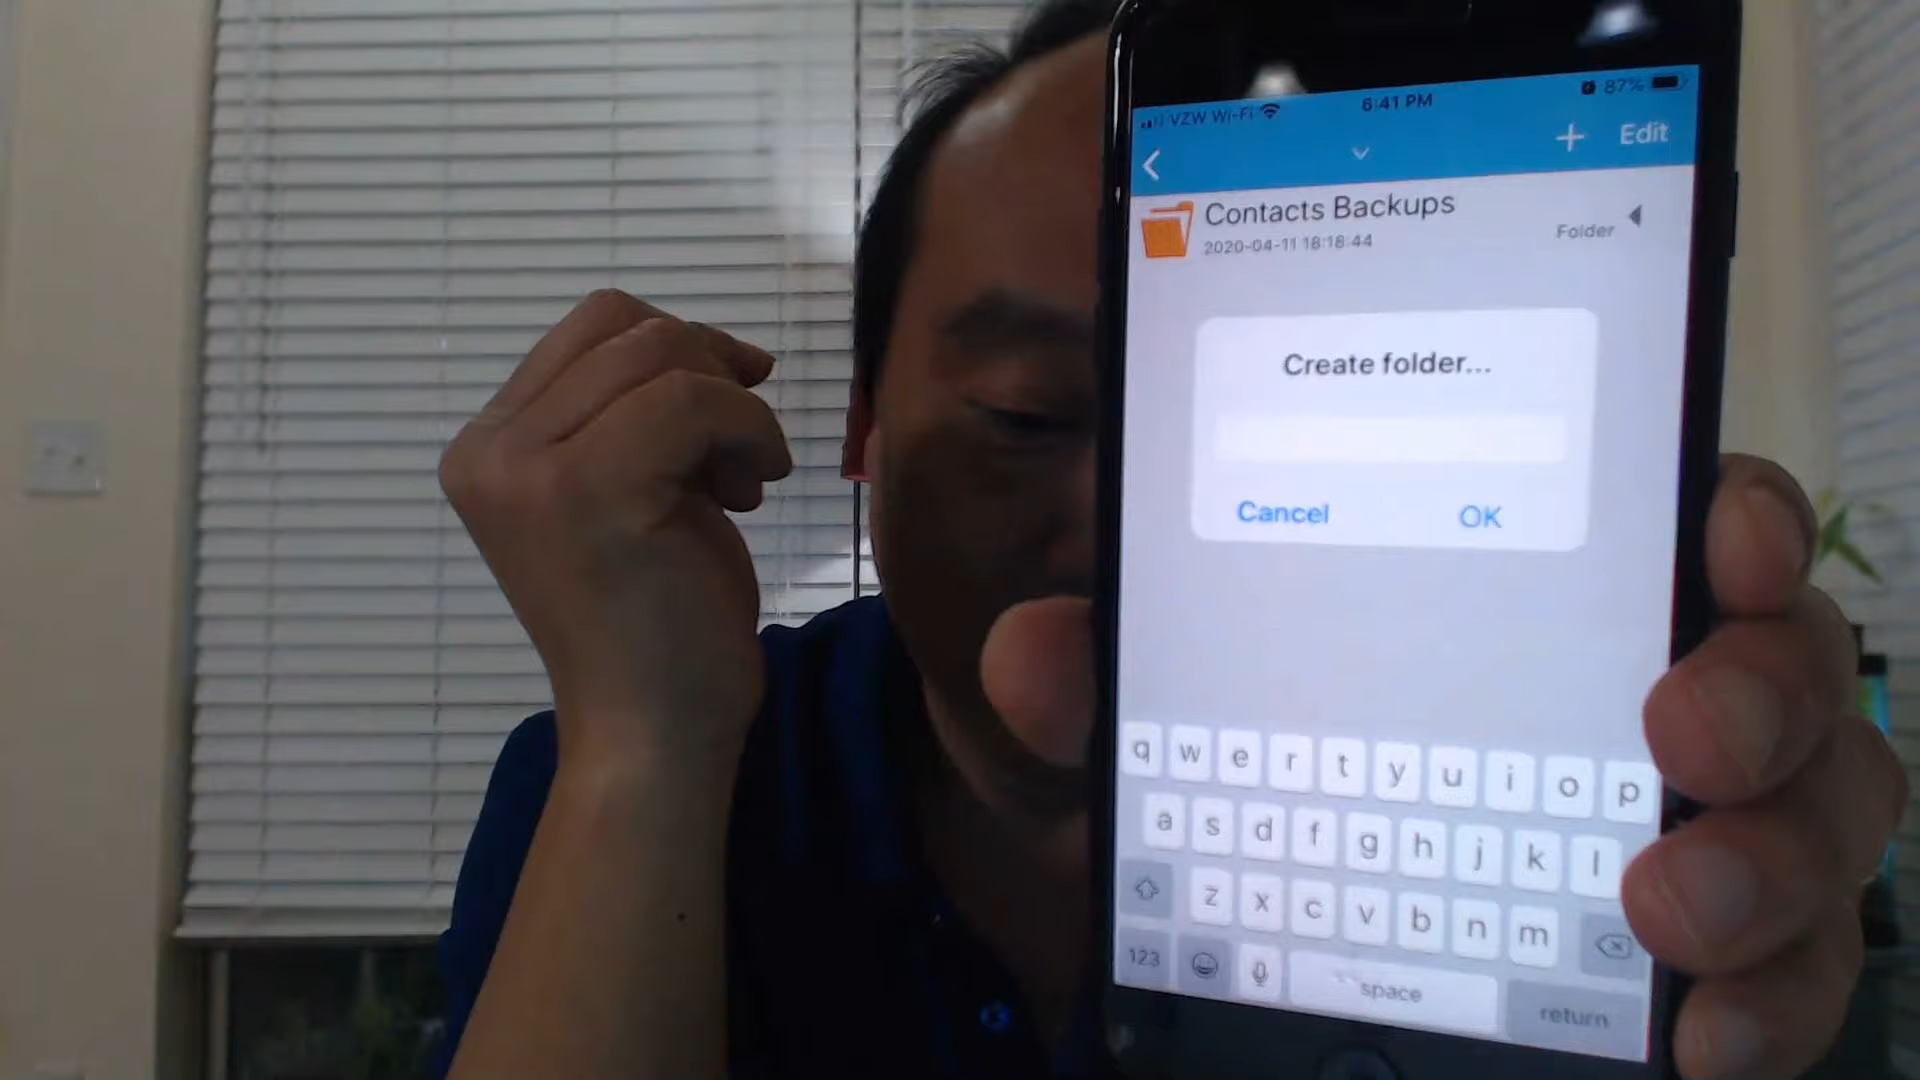 VZW Wi-Fi 6:41 PM 87%
+ Edit
Contacts Backups
2020-04-11 18:18:44 Folder
Create folder...
Cancel OK
q w e r t y u i o p
a s d f g h j k l
z x c v b n m
123 space return